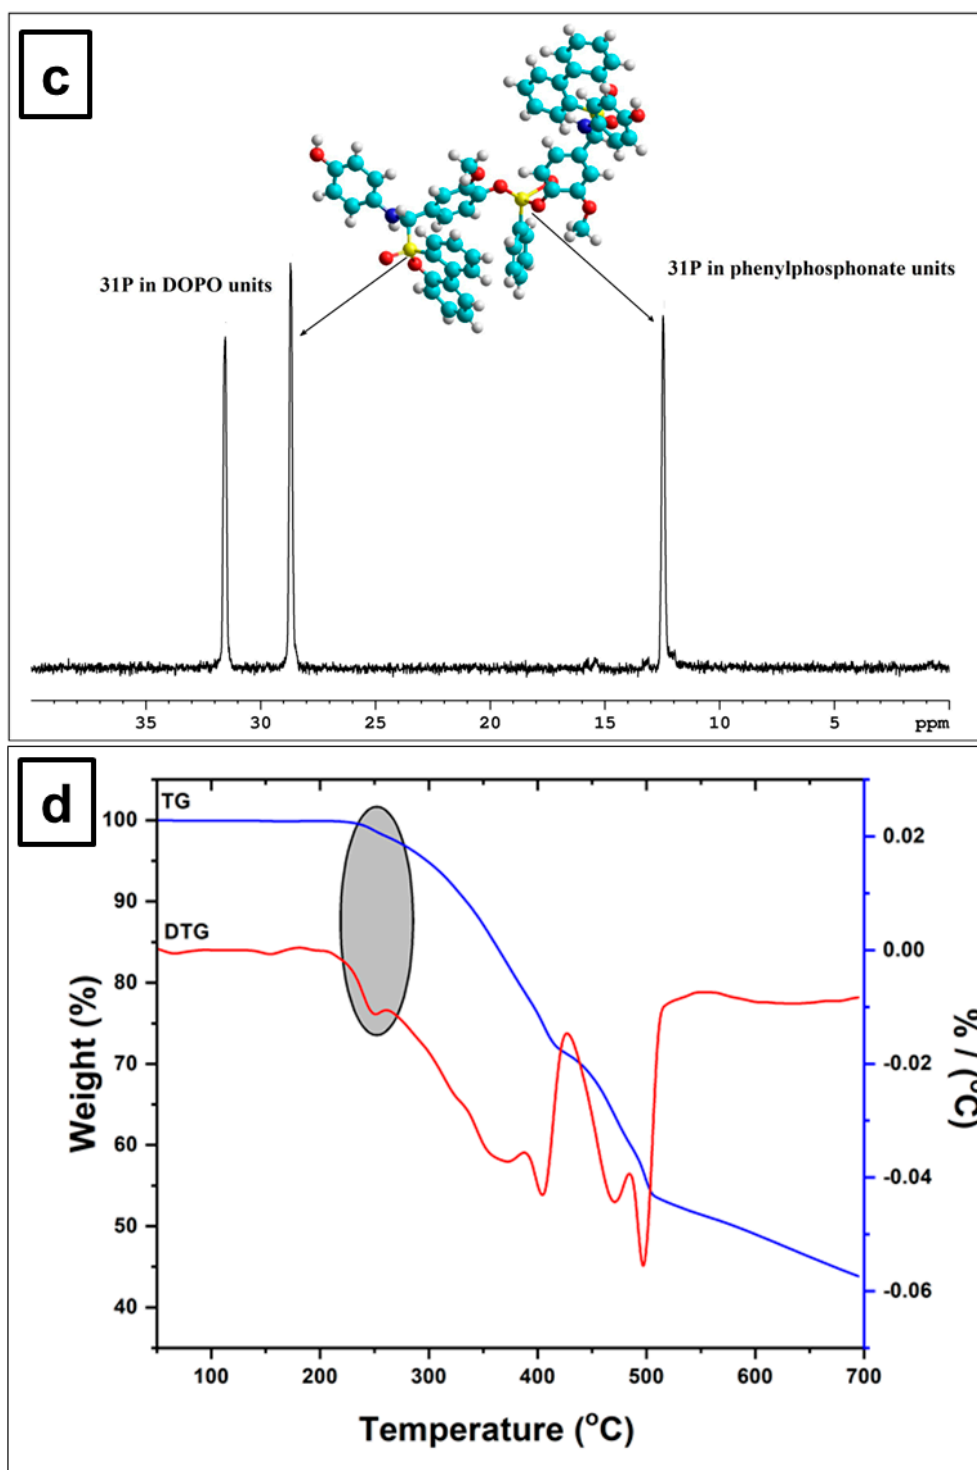 c
31P in DOPO units
31P in phenylphosphonate units
35 30 25 20 15 10 5 ppm
d
TG
DTG
100
90
80
70
60
50
40
Weight (%)
0.02
0.00
-0.02
-0.04
-0.06
% / (°C)
100 200 300 400 500 600 700
Temperature (°C)